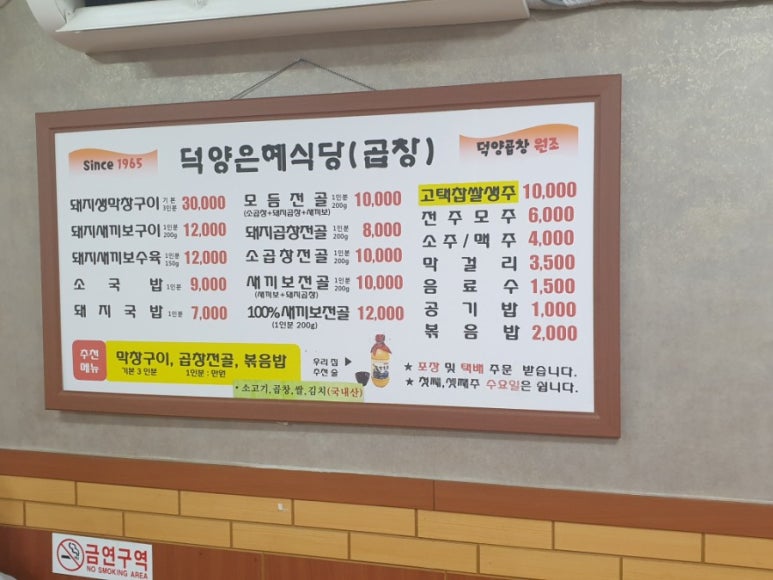 Since 1965
덕양은혜식당(곱창)
덕양곱창 원조
돼지생막창구이 기본 3인분 30,000
돼지새끼보구이 1인분 200g 12,000
돼지새끼보수육 1인분 150g 12,000
소국밥 1인분 9,000
돼지국밥 1인분 7,000
모듬전골 1인분 200g 10,000
(소곱창+돼지곱창+새끼보)
돼지곱창전골 1인분 200g 8,000
소곱창전골 1인분 200g 10,000
새끼보전골 1인분 200g 10,000
(새끼보+돼지곱창)
100%새끼보전골 12,000
(1인분 200g)
고택찹쌀생주 10,000
전주모주 6,000
소주/맥주 4,000
막걸리 3,500
음료수 1,500
공기밥 1,000
볶음밥 2,000
추천메뉴
막창구이, 곱창전골, 볶음밥
기본 3인분 1인분 : 만원
우리집 추천 술 ▶
* 소고기,곱창,쌀,김치(국내산)
★ 포장 및 택배 주문 받습니다.
★ 첫째,셋째주 수요일은 쉽니다.
금연구역
NO SMOKING AREA